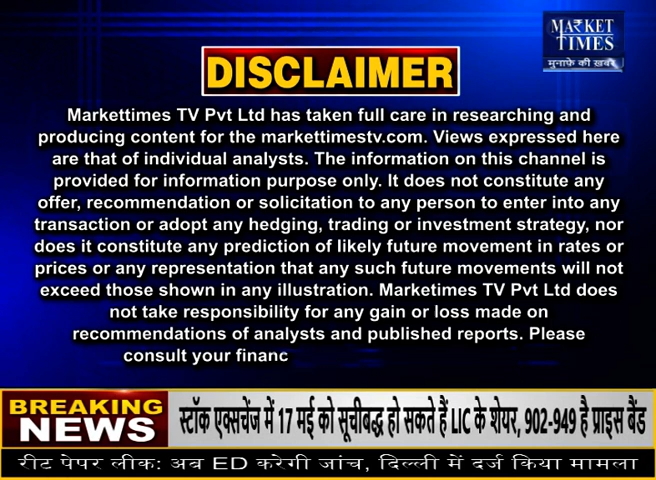 MARKET
TIMES
मुनाफे की खबर
DISCLAIMER
Markettimes TV Pvt Ltd has taken full care in researching and
producing content for the markettimestv.com. Views expressed here
are that of individual analysts. The information on this channel is
provided for information purpose only. It does not constitute any
offer, recommendation or solicitation to any person to enter into any
transaction or adopt any hedging, trading or investment strategy, nor
does it constitute any prediction of likely future movement in rates or
prices or any representation that any such future movements will not
exceed those shown in any illustration. Marketimes TV Pvt Ltd does
not take responsibility for any gain or loss made on
recommendations of analysts and published reports. Please
consult your financ
BREAKING
NEWS
स्टॉक एक्सचेंज में 17 मई को सूचीबद्ध हो सकते हैं LIC के शेयर, 902-949 है प्राइस बैंड
रीट पेपर लीक: अब ED करेगी जांच, दिल्ली में दर्ज किया मामला